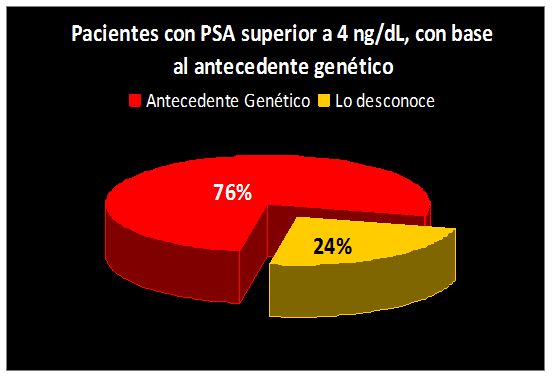 Pacientes con PSA superior a 4 ng/dL, con base
al antecedente genético
Antecedente Genético Lo desconoce
76%
24%